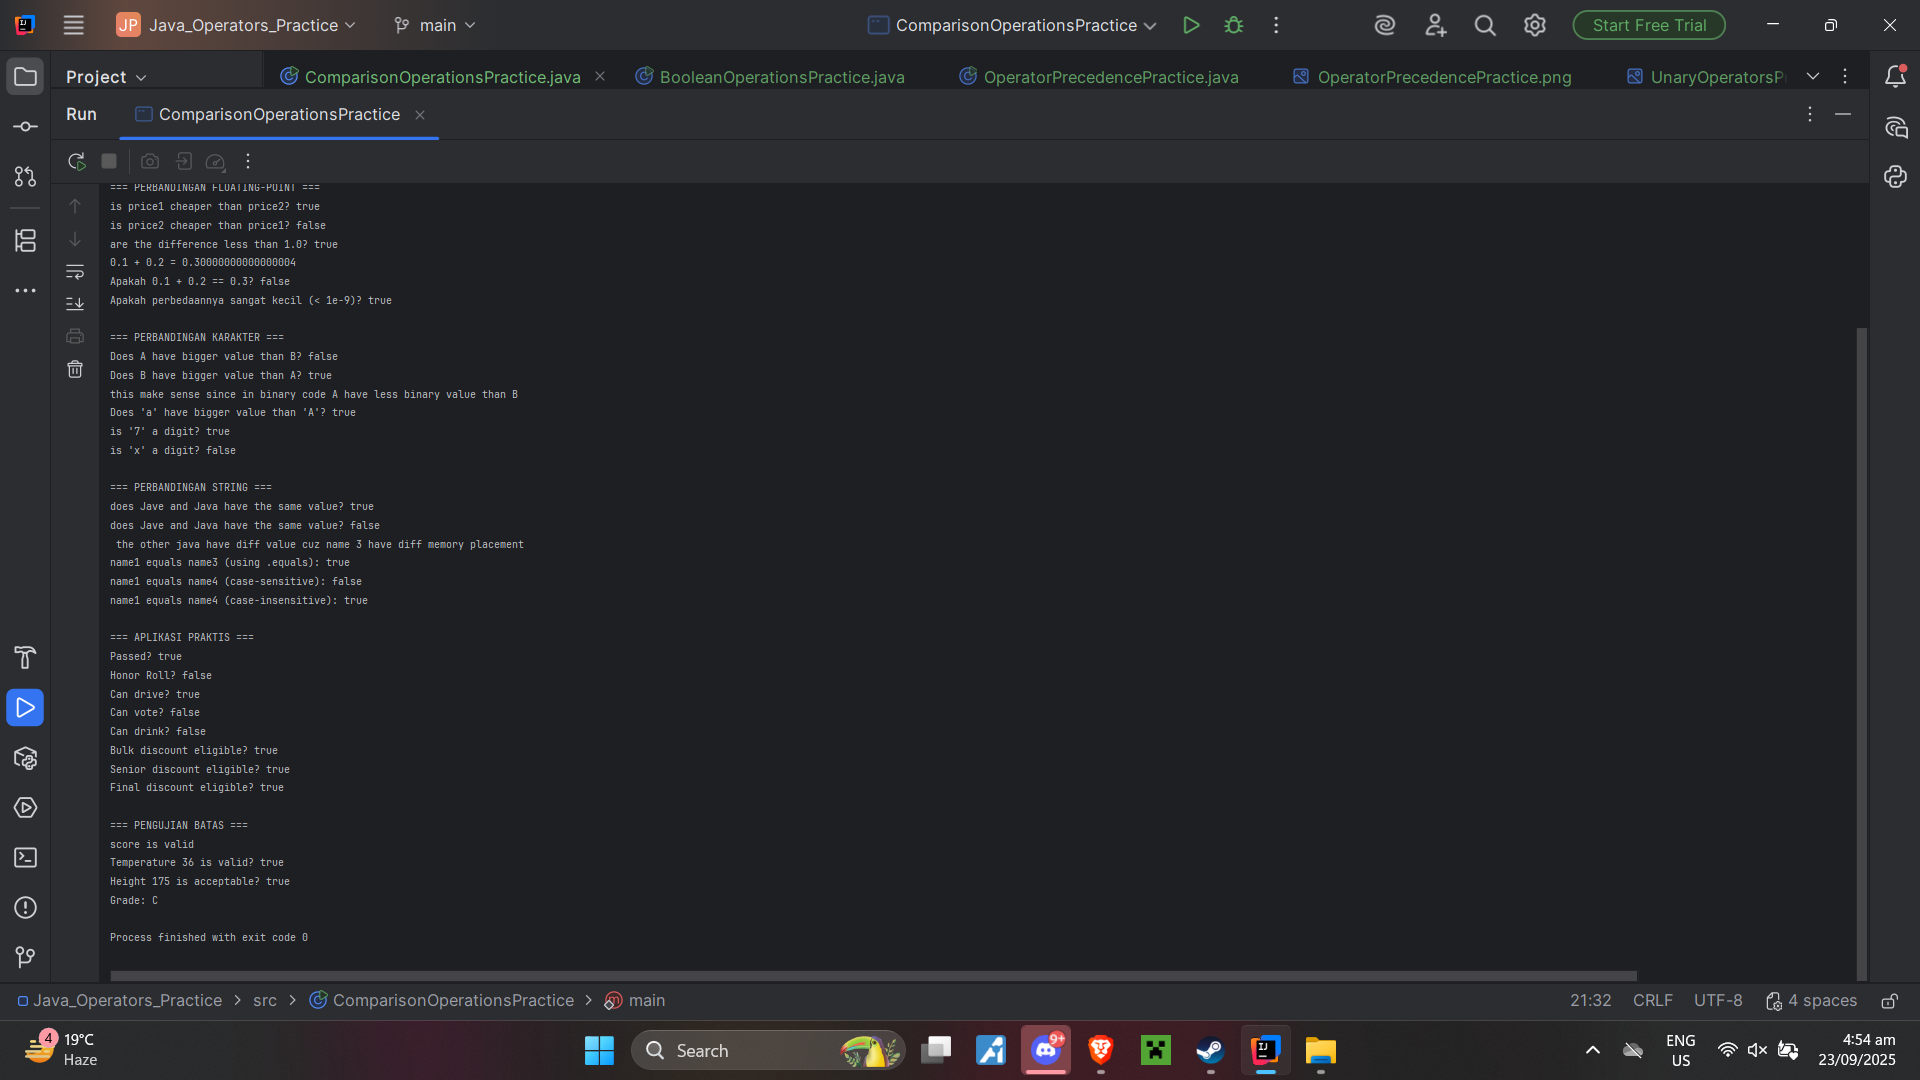 JP Java_Operators_Practice main ComparisonOperationsPractice Start Free Trial
Project ComparisonOperationsPractice.java BooleanOperationsPractice.java OperatorPrecedencePractice.java OperatorPrecedencePractice.png UnaryOperatorsP
Run ComparisonOperationsPractice
=== PERBANDINGAN FLOATING-POINT ===
is price1 cheaper than price2? true
is price2 cheaper than price1? false
are the difference less than 1.0? true
0.1 + 0.2 = 0.30000000000000004
Apakah 0.1 + 0.2 == 0.3? false
Apakah perbedaannya sangat kecil (< 1e-9)? true
=== PERBANDINGAN KARAKTER ===
Does A have bigger value than B? false
Does B have bigger value than A? true
this make sense since in binary code A have less binary value than B
Does 'a' have bigger value than 'A'? true
is '7' a digit? true
is 'x' a digit? false
=== PERBANDINGAN STRING ===
does Jave and Java have the same value? true
does Jave and Java have the same value? false
the other java have diff value cuz name 3 have diff memory placement
name1 equals name3 (using .equals): true
name1 equals name4 (case-sensitive): false
name1 equals name4 (case-insensitive): true
=== APLIKASI PRAKTIS ===
Passed? true
Honor Roll? false
Can drive? true
Can vote? false
Can drink? false
Bulk discount eligible? true
Senior discount eligible? true
Final discount eligible? true
=== PENGUJIAN BATAS ===
score is valid
Temperature 36 is valid? true
Height 175 is acceptable? true
Grade: C
Process finished with exit code 0
Java_Operators_Practice > src > ComparisonOperationsPractice > main 21:32 CRLF UTF-8 4 spaces
4 19°C
Haze
Search
9+
ENG
US
4:54 am
23/09/2025